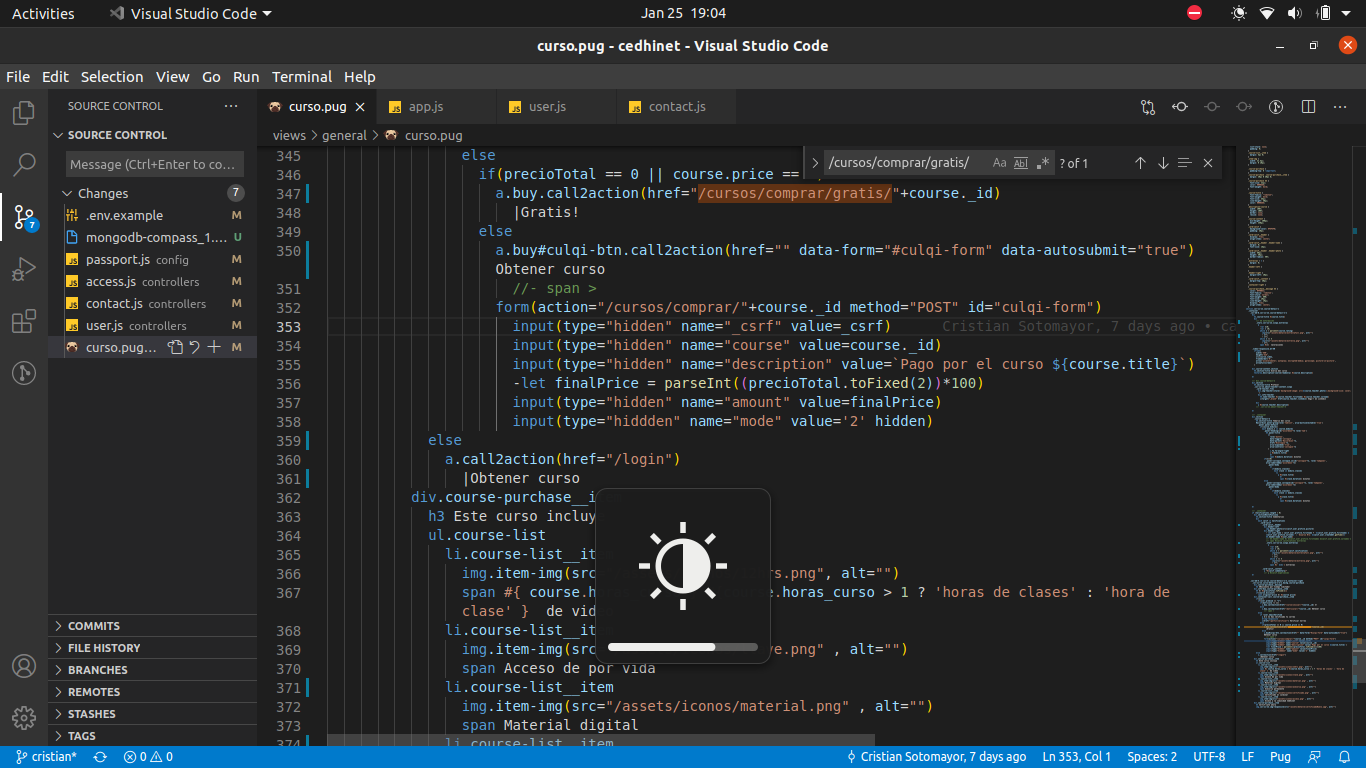 Activities
Visual Studio Code
Jan 25 19:04
curso.pug - cedhinet - Visual Studio Code
File Edit Selection View Go Run Terminal Help
SOURCE CONTROL
SOURCE CONTROL
Message (Ctrl+Enter to co...
Changes 7
.env.example M
mongodb-compass_1.... U
passport.js config M
access.js controllers M
contact.js controllers M
user.js controllers M
curso.pug... M
7
COMMITS
FILE HISTORY
BRANCHES
REMOTES
STASHES
TAGS
curso.pug
JS app.js
JS user.js
JS contact.js
views > general > curso.pug
/cursos/comprar/gratis/ Aa Abl .* ? of 1
345 else
346 if(precioTotal == 0 || course.price ==
347 a.buy.call2action(href="/cursos/comprar/gratis/"+course._id)
348 |Gratis!
349 else
350 a.buy#culqi-btn.call2action(href="" data-form="#culqi-form" data-autosubmit="true")
Obtener curso
351 //- span >
352 form(action="/cursos/comprar/"+course._id method="POST" id="culqi-form")
353 input(type="hidden" name="_csrf" value=_csrf) Cristian Sotomayor, 7 days ago • ca
354 input(type="hidden" name="course" value=course._id)
355 input(type="hidden" name="description" value=`Pago por el curso ${course.title}`)
356 -let finalPrice = parseInt((precioTotal.toFixed(2))*100)
357 input(type="hidden" name="amount" value=finalPrice)
358 input(type="hiddden" name="mode" value='2' hidden)
359 else
360 a.call2action(href="/login")
361 |Obtener curso
362 div.course-purchase__i
363 h3 Este curso incluy
364 ul.course-list
365 li.course-list__ite
366 img.item-img(src= rs.png", alt="")
367 span #{ course.h e.horas_curso > 1 ? 'horas de clases' : 'hora de
clase' } de vid
368 li.course-list__ite
369 img.item-img(src= ve.png" , alt="")
370 span Acceso de por vida
371 li.course-list__item
372 img.item-img(src="/assets/iconos/material.png" , alt="")
373 span Material digital
374 li.course-list__item
cristian*
0 0
Cristian Sotomayor, 7 days ago
Ln 353, Col 1
Spaces: 2
UTF-8
LF
Pug